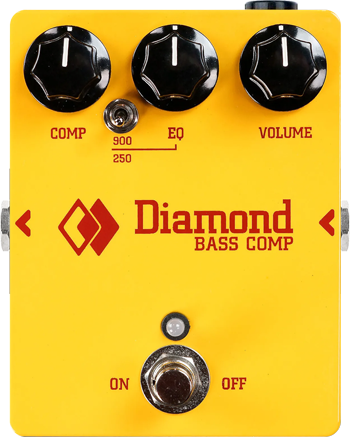 COMP EQ VOLUME
900
250
Diamond
BASS COMP
ON OFF